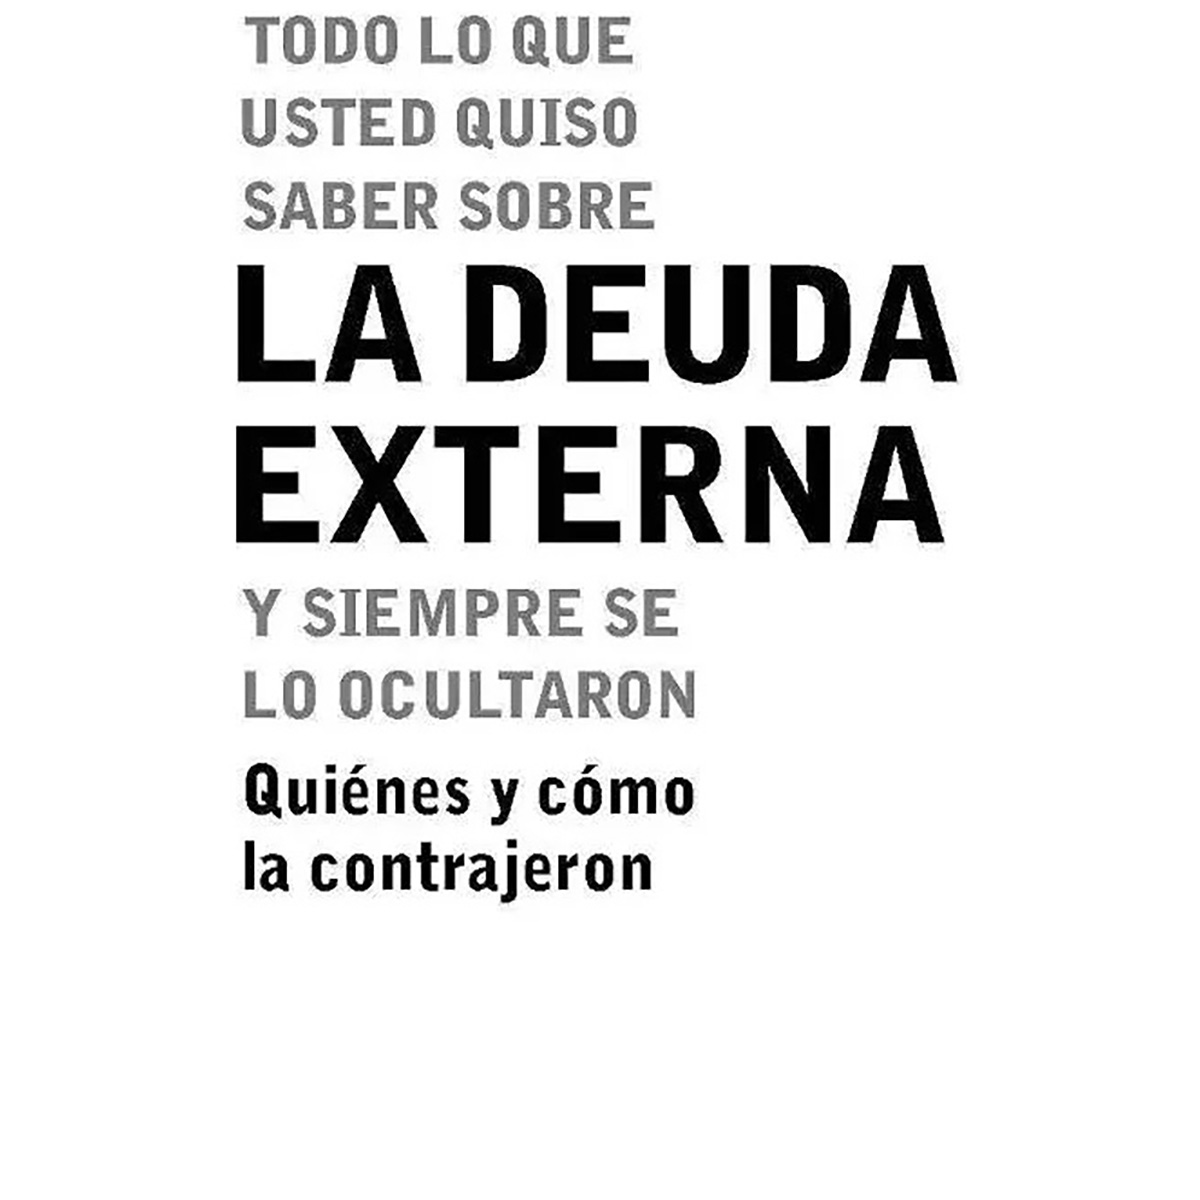 TODO LO QUE
USTED QUISO
SABER SOBRE
LA DEUDA
EXTERNA
Y SIEMPRE SE
LO OCULTARON
Quiénes y cómo
la contrajeron